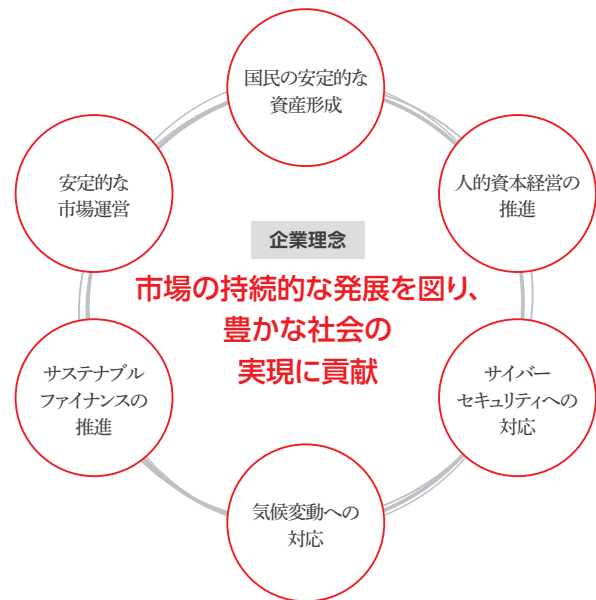 国民の安定的な
資産形成
安定的な
市場運営
人的資本経営の
推進
企業理念
市場の持続的な発展を図り、
豊かな社会の
実現に貢献
サステナブル
ファイナンスの
推進
サイバー
セキュリティへの
対応
気候変動への
対応